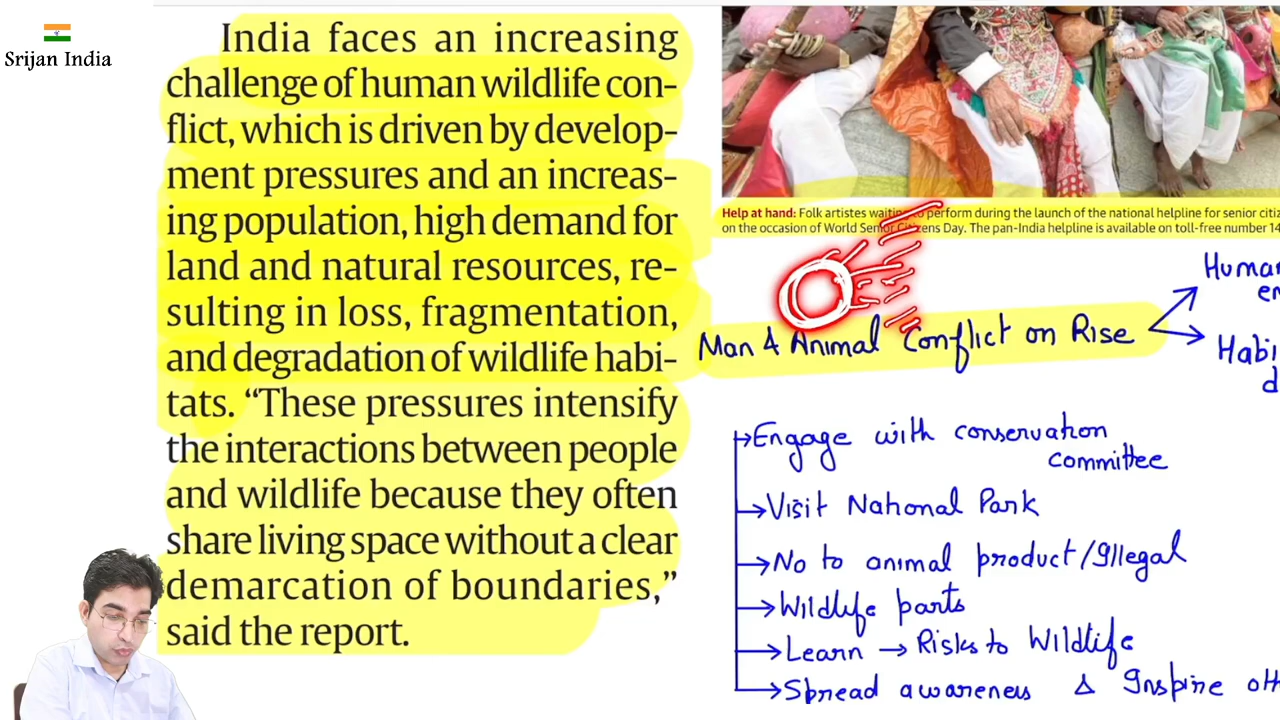 Srijan India
India faces an increasing
challenge of human wildlife con-
flict, which is driven by develop-
ment pressures and an increas-
ing population, high demand for
land and natural resources, re-
sulting in loss, fragmentation,
and degradation of wildlife habi-
tats. “These pressures intensify
the interactions between people
and wildlife because they often
share living space without a clear
demarcation of boundaries,”
said the report.
Help at hand: Folk artistes waiting to perform during the launch of the national helpline for senior citiz
on the occasion of World Senior Citizens Day. The pan-India helpline is available on toll-free number 14
Man & Animal Conflict on Rise
Human
en
Habi
d
Engage with conservation
committee
Visit National Park
No to animal product/Illegal
Wildlife parts
Learn → Risks to Wildlife
Spread awareness & Inspire oth